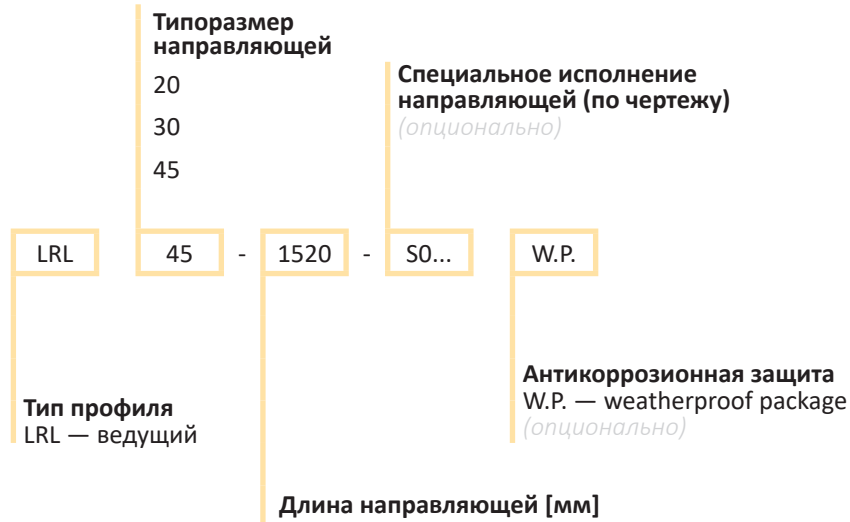 Типоразмер
направляющей
20
30
45
Специальное исполнение
направляющей (по чертежу)
(опционально)
LRL 45 - 1520 - S0... W.P.
Тип профиля
LRL — ведущий
Антикоррозионная защита
W.P. — weatherproof package
(опционально)
Длина направляющей [мм]